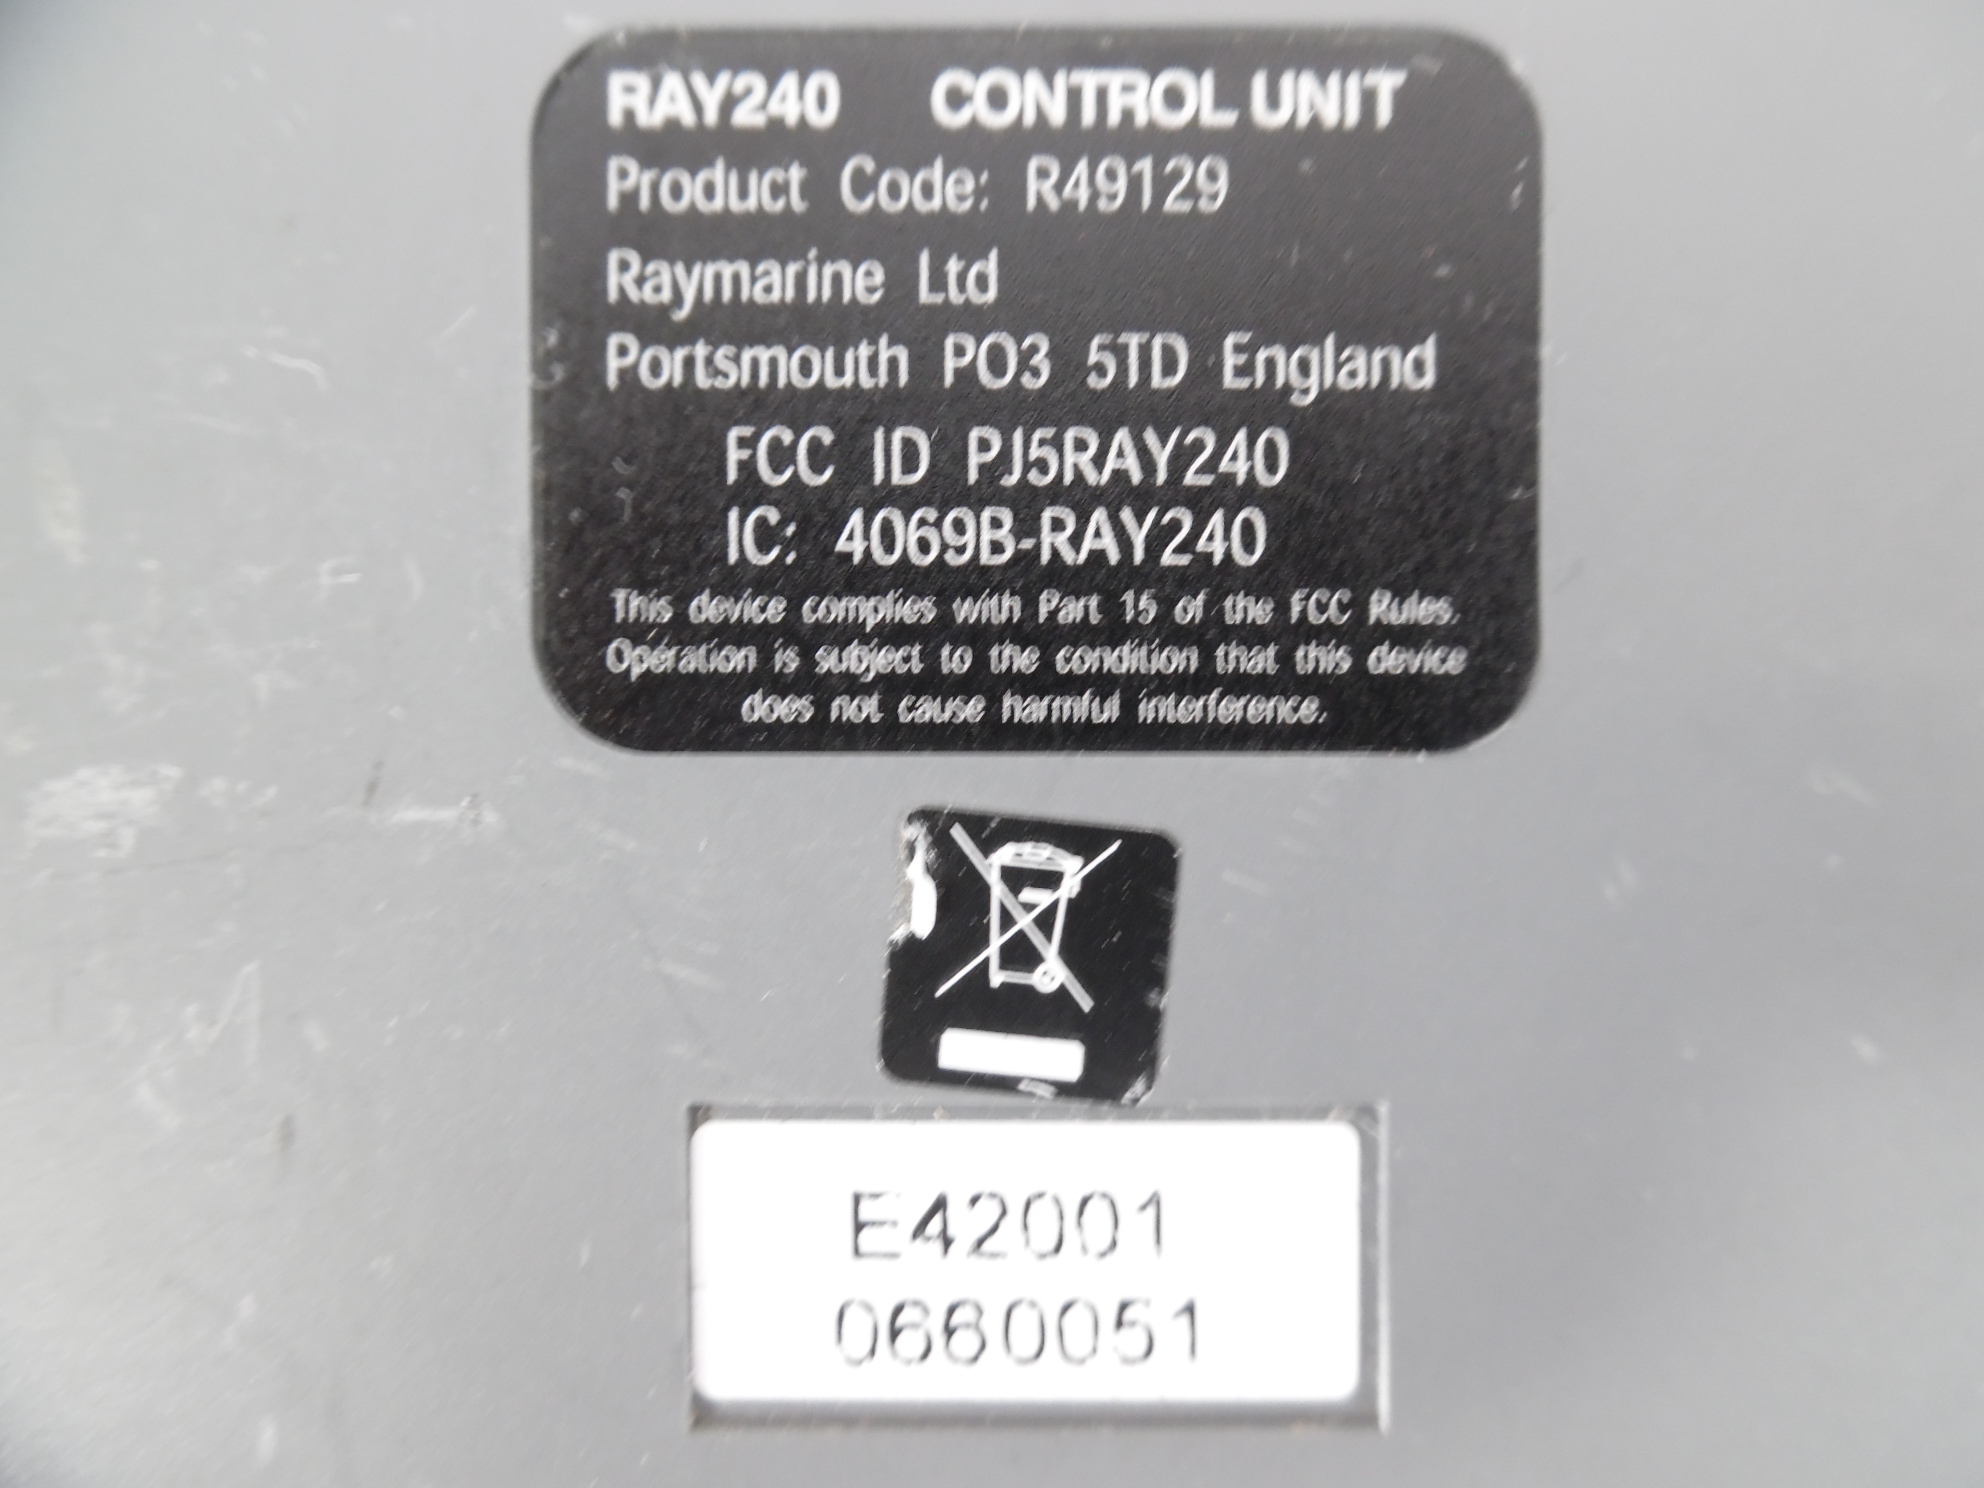 RAY240 CONTROL UNIT
Product Code: R49129
Raymarine Ltd
Portsmouth PO3 5TD England
FCC ID PJ5RAY240
IC: 4069B-RAY240
This device complies with Part 15 of the FCC Rules.
Operation is subject to the condition that this device
does not cause harmful interference.
E42001
0660051